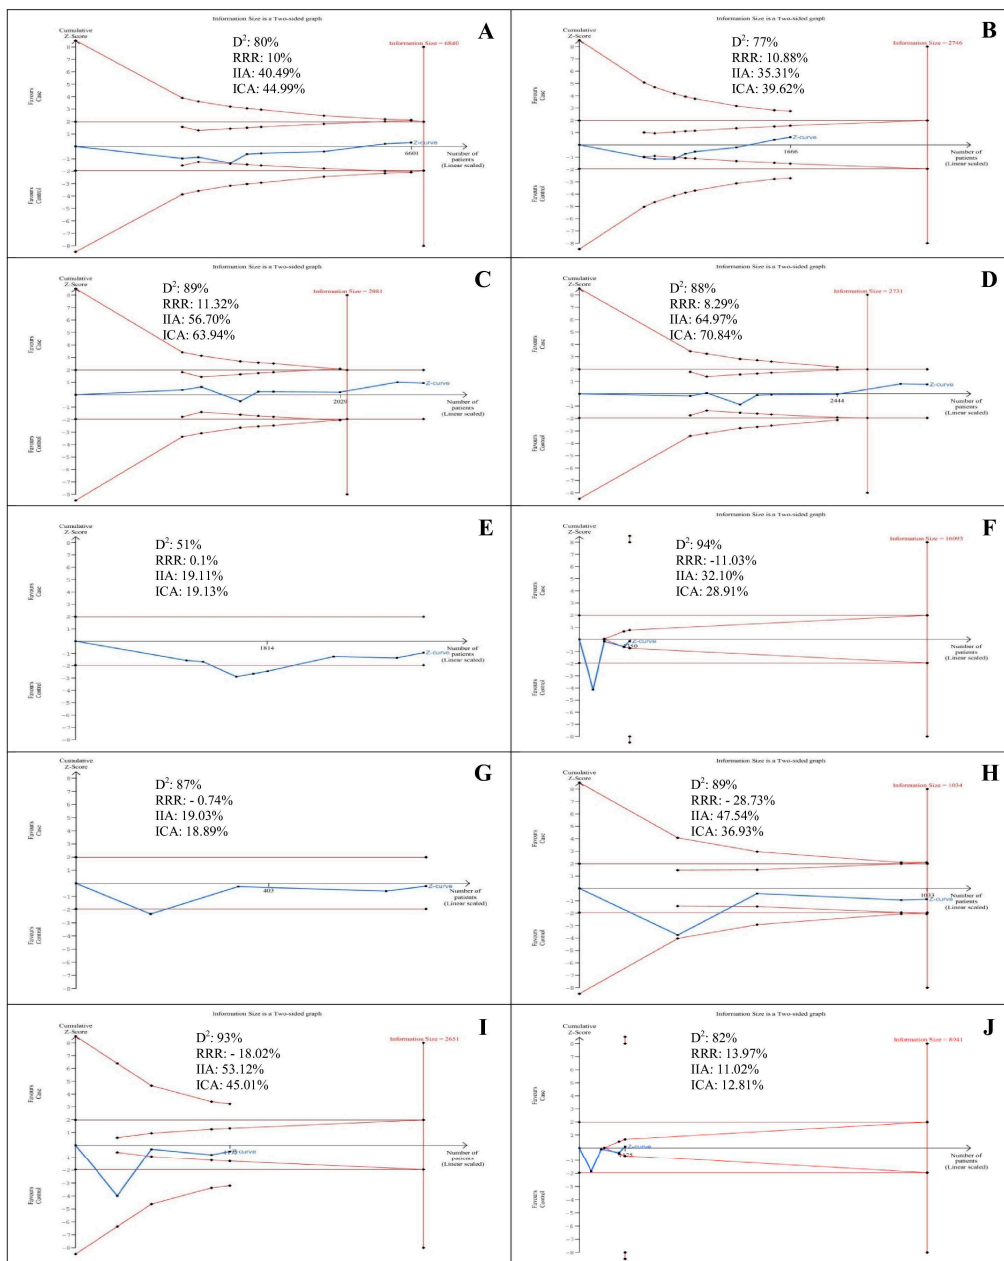 Information Size is a Two-sided graph
A
Cumulative
Z-Score
D²: 80%
RRR: 10%
IIA: 40.49%
ICA: 44.99%
Information Size = 6840
Favours
Case
Z-curve
6601
Number of
patients
(Linear scaled)
Favours
Control
Information Size is a Two-sided graph
B
Cumulative
Z-Score
D²: 77%
RRR: 10.88%
IIA: 35.31%
ICA: 39.62%
Information Size = 2746
Favours
Case
Z-curve
1666
Number of
patients
(Linear scaled)
Favours
Control
Information Size is a Two-sided graph
C
Cumulative
Z-Score
D²: 89%
RRR: 11.32%
IIA: 56.70%
ICA: 63.94%
Information Size = 2081
Favours
Case
Z-curve
2029
Number of
patients
(Linear scaled)
Favours
Control
Information Size is a Two-sided graph
D
Cumulative
Z-Score
D²: 88%
RRR: 8.29%
IIA: 64.97%
ICA: 70.84%
Information Size = 2731
Favours
Case
Z-curve
2444
Number of
patients
(Linear scaled)
Favours
Control
E
Cumulative
Z-Score
D²: 51%
RRR: 0.1%
IIA: 19.11%
ICA: 19.13%
Favours
Case
1814
Z-curve
Number of
patients
(Linear scaled)
Favours
Control
Information Size is a Two-sided graph
F
Cumulative
Z-Score
D²: 94%
RRR: -11.03%
IIA: 32.10%
ICA: 28.91%
Information Size =
Favours
Case
Z-curve
Number of
patients
(Linear scaled)
Favours
Control
G
Cumulative
Z-Score
D²: 87%
RRR: - 0.74%
IIA: 19.03%
ICA: 18.89%
Favours
Case
403
Z-curve
Number of
patients
(Linear scaled)
Favours
Control
Information Size is a Two-sided graph
H
Cumulative
Z-Score
D²: 89%
RRR: - 28.73%
IIA: 47.54%
ICA: 36.93%
Information Size = 1034
Favours
Case
1033
Z-curve
Number of
patients
(Linear scaled)
Favours
Control
Information Size is a Two-sided graph
I
Cumulative
Z-Score
D²: 93%
RRR: - 18.02%
IIA: 53.12%
ICA: 45.01%
Information Size = 2651
Favours
Case
Z-curve
Number of
patients
(Linear scaled)
Favours
Control
Information Size is a Two-sided graph
J
Cumulative
Z-Score
D²: 82%
RRR: 13.97%
IIA: 11.02%
ICA: 12.81%
Information Size = 8941
Favours
Case
Z-curve
Number of
patients
(Linear scaled)
Favours
Control